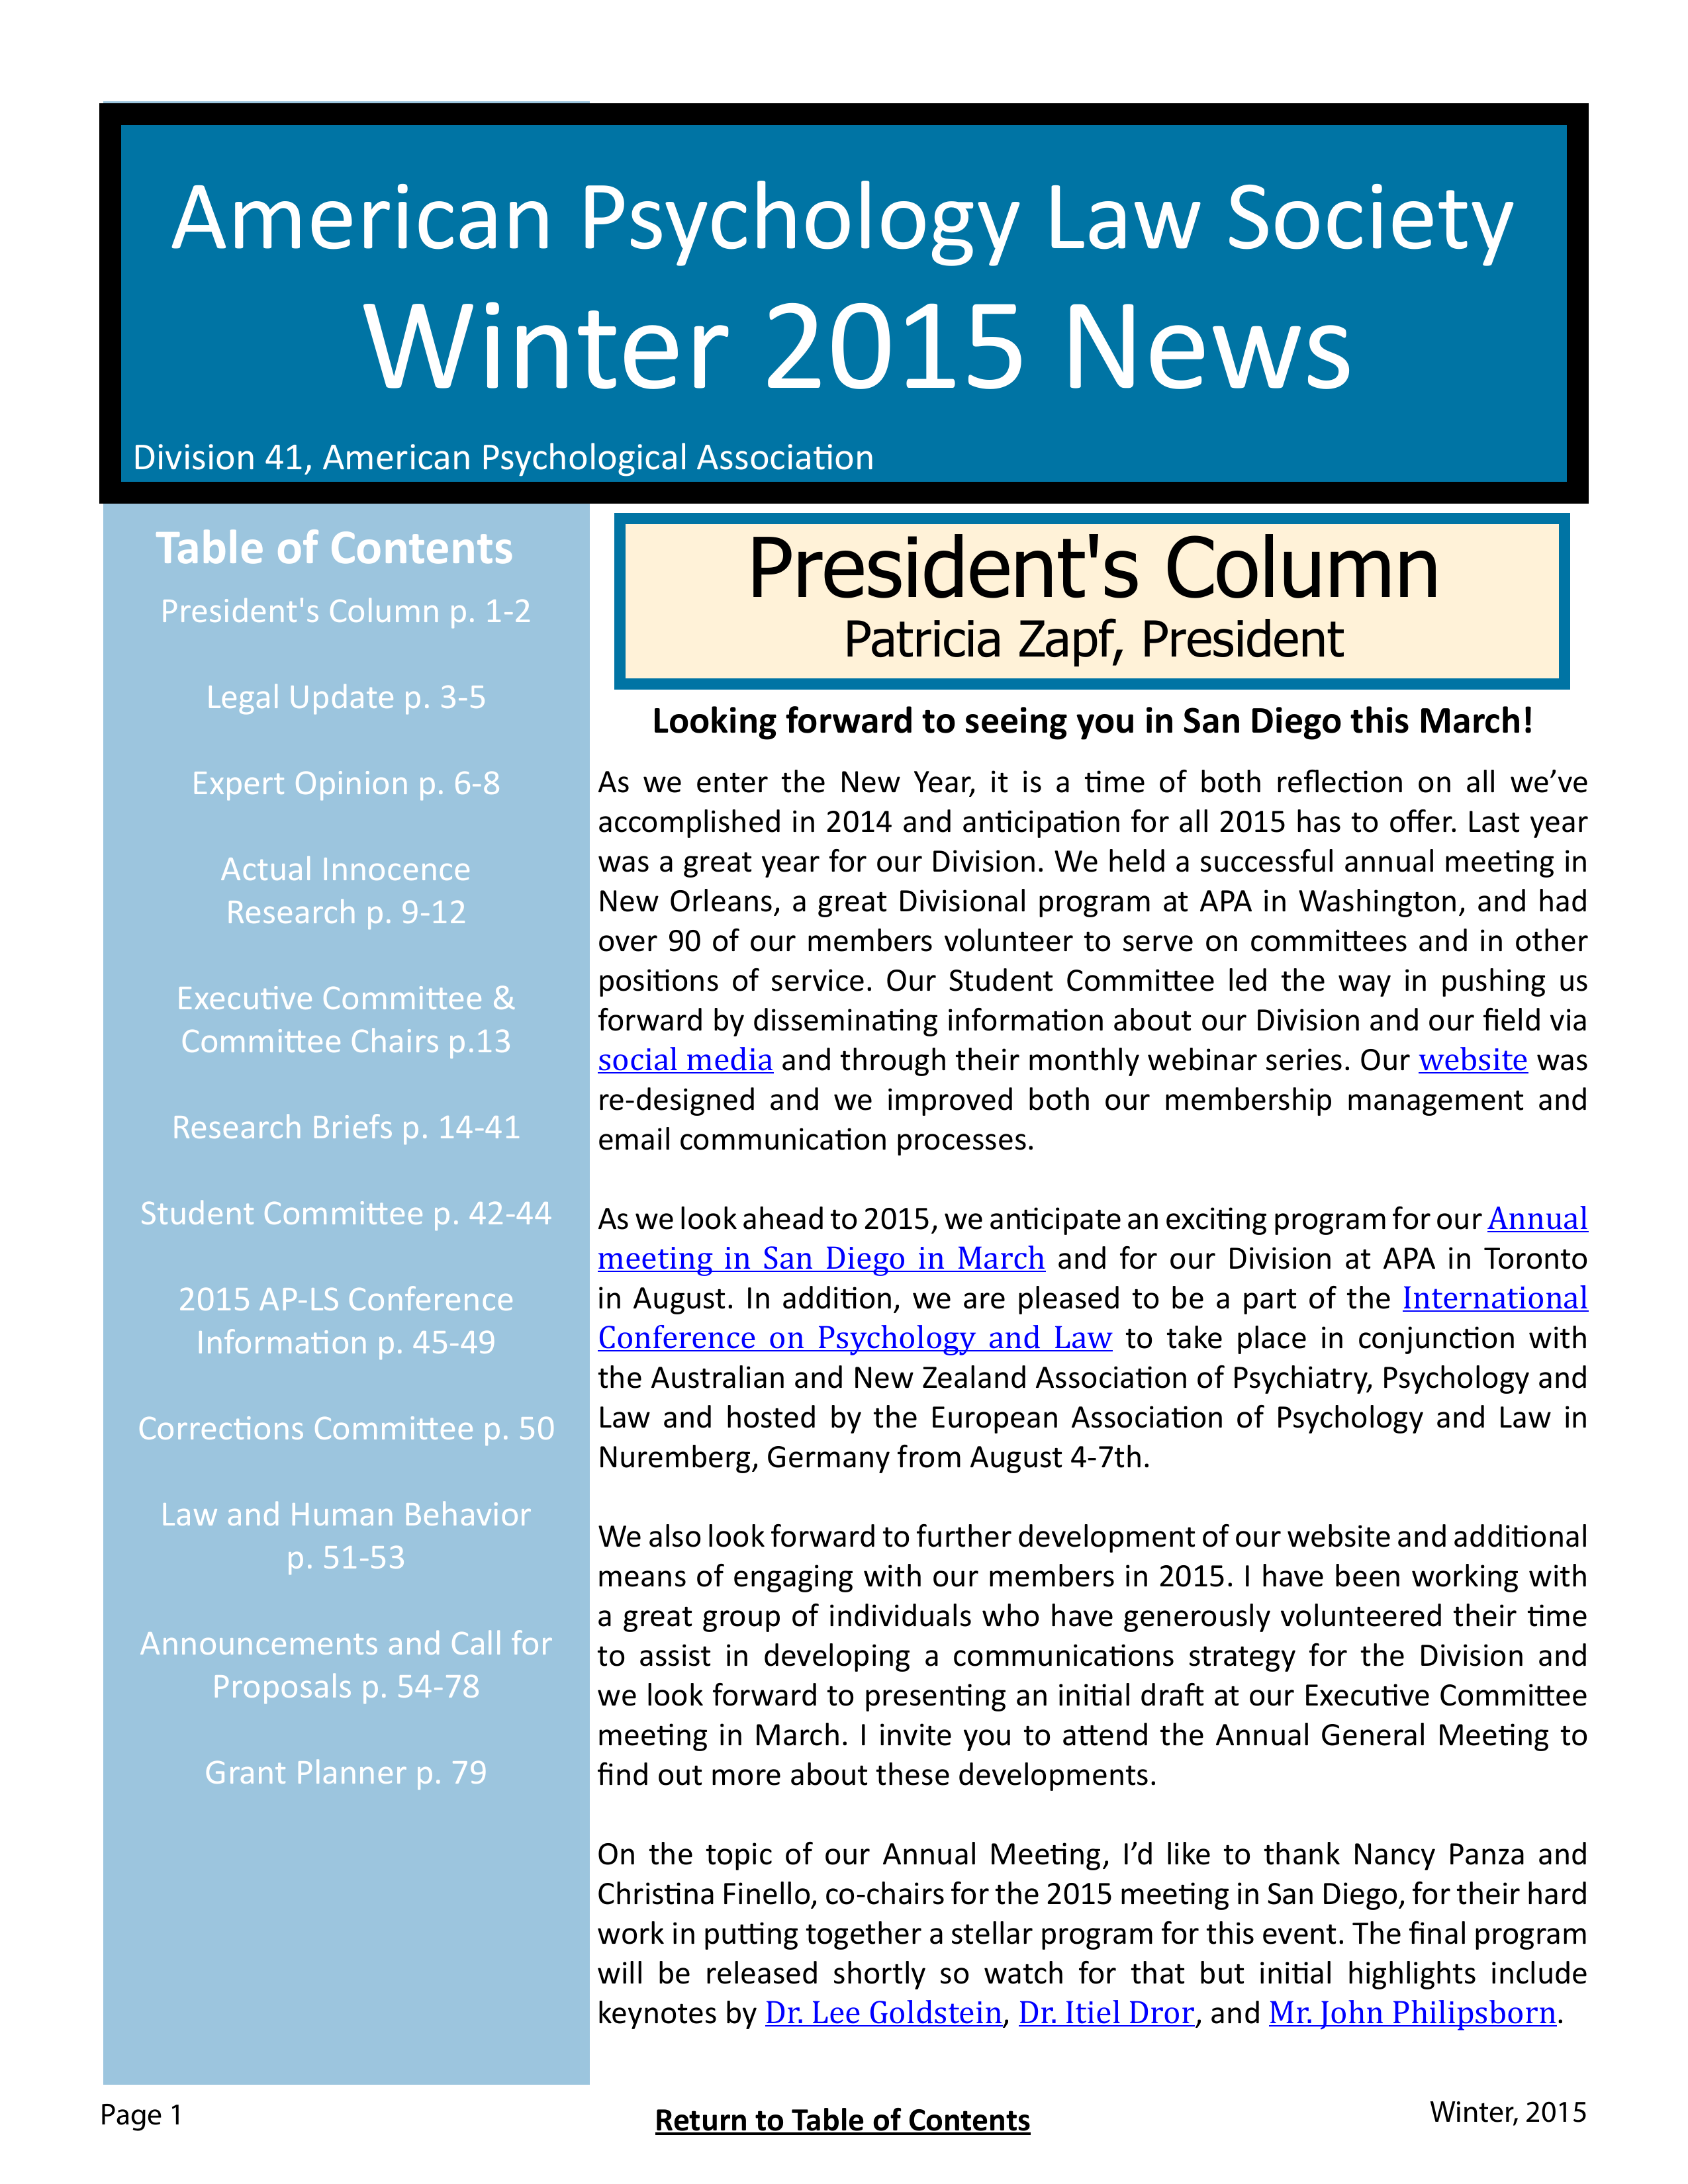 American Psychology Law Society
Winter 2015 News
Division 41, American Psychological Association
Table of Contents
President's Column p. 1-2
Legal Update p. 3-5
Expert Opinion p. 6-8
Actual Innocence
Research p. 9-12
Executive Committee &
Committee Chairs p.13
Research Briefs p. 14-41
Student Committee p. 42-44
2015 AP-LS Conference
Information p. 45-49
Corrections Committee p. 50
Law and Human Behavior
p. 51-53
Announcements and Call for
Proposals p. 54-78
Grant Planner p. 79
President's Column
Patricia Zapf, President
Looking forward to seeing you in San Diego this March!
As we enter the New Year, it is a time of both reflection on all we’ve
accomplished in 2014 and anticipation for all 2015 has to offer. Last year
was a great year for our Division. We held a successful annual meeting in
New Orleans, a great Divisional program at APA in Washington, and had
over 90 of our members volunteer to serve on committees and in other
positions of service. Our Student Committee led the way in pushing us
forward by disseminating information about our Division and our field via
social media and through their monthly webinar series. Our website was
re-designed and we improved both our membership management and
email communication processes.
As we look ahead to 2015, we anticipate an exciting program for our Annual
meeting in San Diego in March and for our Division at APA in Toronto
in August. In addition, we are pleased to be a part of the International
Conference on Psychology and Law to take place in conjunction with
the Australian and New Zealand Association of Psychiatry, Psychology and
Law and hosted by the European Association of Psychology and Law in
Nuremberg, Germany from August 4-7th.
We also look forward to further development of our website and additional
means of engaging with our members in 2015. I have been working with
a great group of individuals who have generously volunteered their time
to assist in developing a communications strategy for the Division and
we look forward to presenting an initial draft at our Executive Committee
meeting in March. I invite you to attend the Annual General Meeting to
find out more about these developments.
On the topic of our Annual Meeting, I’d like to thank Nancy Panza and
Christina Finello, co-chairs for the 2015 meeting in San Diego, for their hard
work in putting together a stellar program for this event. The final program
will be released shortly so watch for that but initial highlights include
keynotes by Dr. Lee Goldstein, Dr. Itiel Dror, and Mr. John Philipsborn.
Page 1
Return to Table of Contents
Winter, 2015